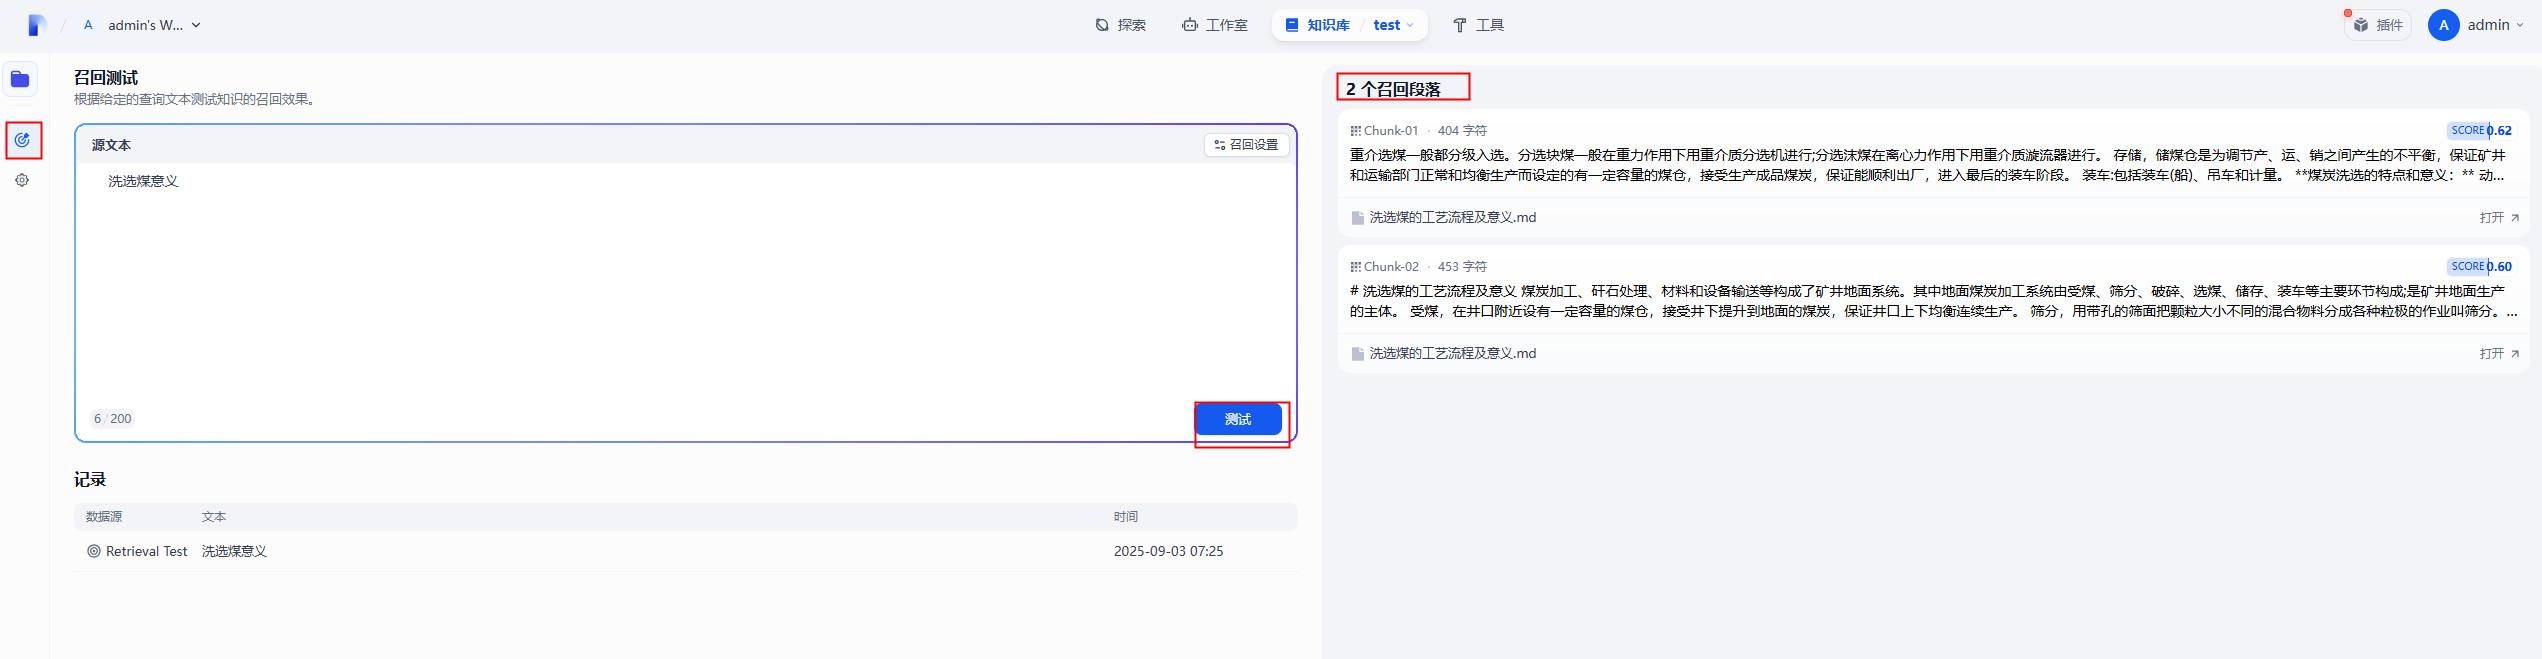 A admin's W...
探索
工作室
知识库 / test
工具
插件
A admin
召回测试
根据给定的查询文本测试知识的召回效果。
源文本
召回设置
洗选煤意义
6 / 200
测试
记录
数据源 文本 时间
Retrieval Test 洗选煤意义 2025-09-03 07:25
2 个召回段落
Chunk-01 · 404 字符
SCORE 0.62
重介选煤一般都分级入选。分选块煤一般在重力作用下用重介质分选机进行;分选沫煤在离心力作用下用重介质漩流器进行。 存储，储煤仓是为调节产、运、销之间产生的不平衡，保证矿井
和运输部门正常和均衡生产而设定的有一定容量的煤仓，接受生产成品煤炭，保证能顺利出厂，进入最后的装车阶段。 装车:包括装车(船)、吊车和计量。 **煤炭洗选的特点和意义：** 动...
洗选煤的工艺流程及意义.md
打开
Chunk-02 · 453 字符
SCORE 0.60
# 洗选煤的工艺流程及意义 煤炭加工、矸石处理、材料和设备输送等构成了矿井地面系统。其中地面煤炭加工系统由受煤、筛分、破碎、选煤、储存、装车等主要环节构成;是矿井地面生产
的主体。 受煤，在井口附近设有一定容量的煤仓，接受井下提升到地面的煤炭，保证井口上下均衡连续生产。 筛分，用带孔的筛面把颗粒大小不同的混合物料分成各种粒极的作业叫筛分。...
洗选煤的工艺流程及意义.md
打开